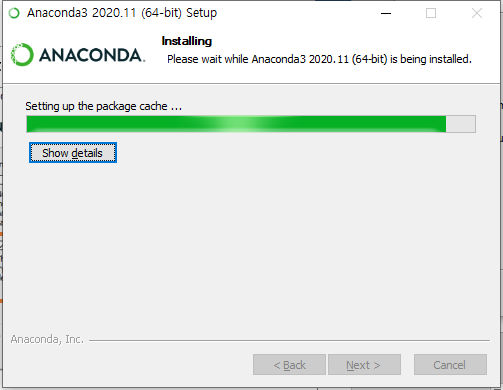 Anaconda3 2020.11 (64-bit) Setup
ANACONDA.
Installing
Please wait while Anaconda3 2020.11 (64-bit) is being installed.
Setting up the package cache ...
Show details
Anaconda, Inc.
< Back
Next >
Cancel